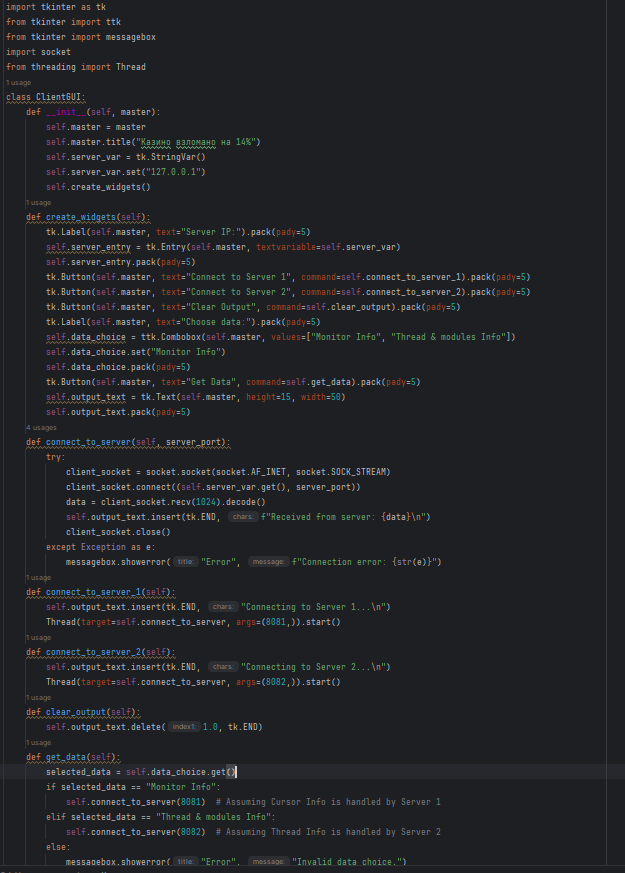 import tkinter as tk
from tkinter import ttk
from tkinter import messagebox
import socket
from threading import Thread
1 usage
class ClientGUI:
    def __init__(self, master):
        self.master = master
        self.master.title("Казино взломано на 14%")
        self.server_var = tk.StringVar()
        self.server_var.set("127.0.0.1")
        self.create_widgets()
1 usage
    def create_widgets(self):
        tk.Label(self.master, text="Server IP:").pack(pady=5)
        self.server_entry = tk.Entry(self.master, textvariable=self.server_var)
        self.server_entry.pack(pady=5)
        tk.Button(self.master, text="Connect to Server 1", command=self.connect_to_server_1).pack(pady=5)
        tk.Button(self.master, text="Connect to Server 2", command=self.connect_to_server_2).pack(pady=5)
        tk.Button(self.master, text="Clear Output", command=self.clear_output).pack(pady=5)
        tk.Label(self.master, text="Choose data:").pack(pady=5)
        self.data_choice = ttk.Combobox(self.master, values=["Monitor Info", "Thread & modules Info"])
        self.data_choice.set("Monitor Info")
        self.data_choice.pack(pady=5)
        tk.Button(self.master, text="Get Data", command=self.get_data).pack(pady=5)
        self.output_text = tk.Text(self.master, height=15, width=50)
        self.output_text.pack(pady=5)
4 usages
    def connect_to_server(self, server_port):
        try:
            client_socket = socket.socket(socket.AF_INET, socket.SOCK_STREAM)
            client_socket.connect((self.server_var.get(), server_port))
            data = client_socket.recv(1024).decode()
            self.output_text.insert(tk.END, chars: f"Received from server: {data}\n")
            client_socket.close()
        except Exception as e:
            messagebox.showerror( title: "Error", message: f"Connection error: {str(e)}")
1 usage
    def connect_to_server_1(self):
        self.output_text.insert(tk.END, chars: "Connecting to Server 1...\n")
        Thread(target=self.connect_to_server, args=(8081,)).start()
1 usage
    def connect_to_server_2(self):
        self.output_text.insert(tk.END, chars: "Connecting to Server 2...\n")
        Thread(target=self.connect_to_server, args=(8082,)).start()
1 usage
    def clear_output(self):
        self.output_text.delete( index1: 1.0, tk.END)
1 usage
    def get_data(self):
        selected_data = self.data_choice.get()
        if selected_data == "Monitor Info":
            self.connect_to_server(8081)  # Assuming Cursor Info is handled by Server 1
        elif selected_data == "Thread & modules Info":
            self.connect_to_server(8082)  # Assuming Thread Info is handled by Server 2
        else:
            messagebox.showerror( title: "Error", message: "Invalid data choice.")